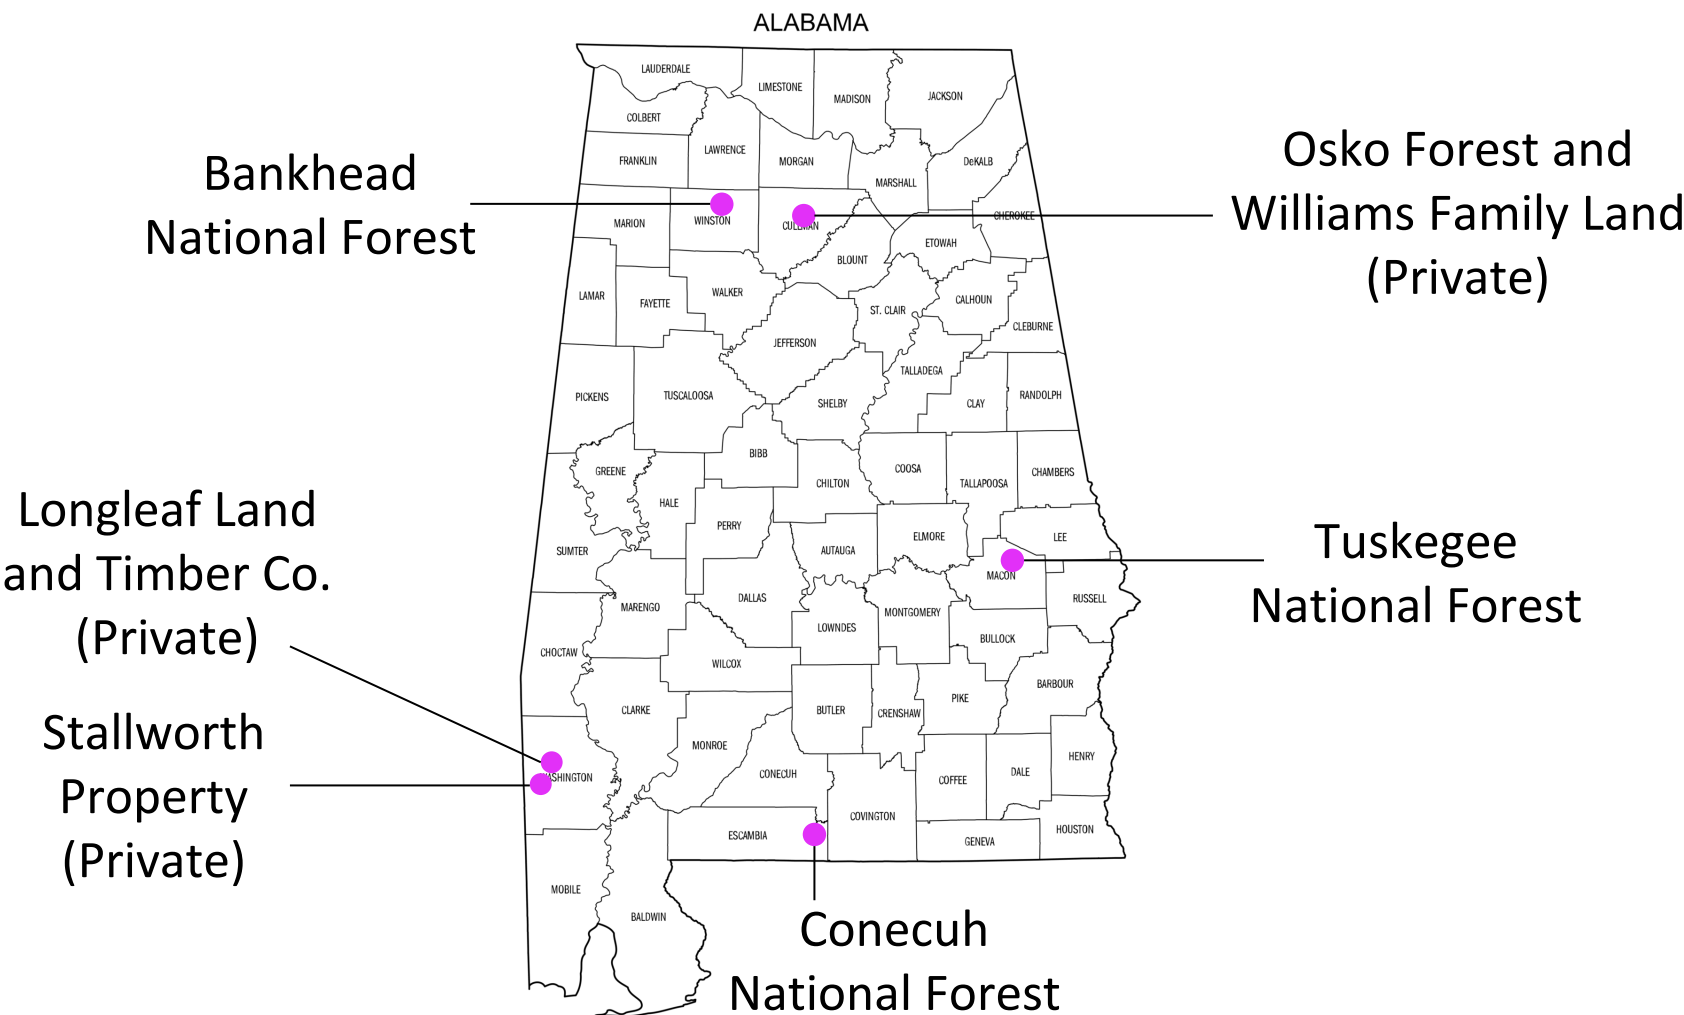 ALABAMA
LAUDERDALE
LIMESTONE
MADISON
JACKSON
COLBERT
LAWRENCE
FRANKLIN
MORGAN
DeKALB
MARSHALL
Bankhead
National Forest
Osko Forest and
Williams Family Land
(Private)
MARION
WINSTON
CULLMAN
CHEROKEE
ETOWAH
BLOUNT
LAMAR
FAYETTE
WALKER
ST. CLAIR
CALHOUN
CLEBURNE
JEFFERSON
TALLADEGA
PICKENS
TUSCALOOSA
SHELBY
CLAY
RANDOLPH
BIBB
GREENE
COOSA
CHAMBERS
HALE
CHILTON
TALLAPOOSA
PERRY
Longleaf Land
and Timber Co.
(Private)
SUMTER
AUTAUGA
ELMORE
LEE
MACON
Tuskegee
National Forest
MARENGO
DALLAS
RUSSELL
MONTGOMERY
LOWNDES
BULLOCK
CHOCTAW
WILCOX
BARBOUR
PIKE
CLARKE
BUTLER
CRENSHAW
MONROE
HENRY
Stallworth
Property
(Private)
WASHINGTON
CONECUH
COFFEE
DALE
COVINGTON
ESCAMBIA
GENEVA
HOUSTON
MOBILE
BALDWIN
Conecuh
National Forest